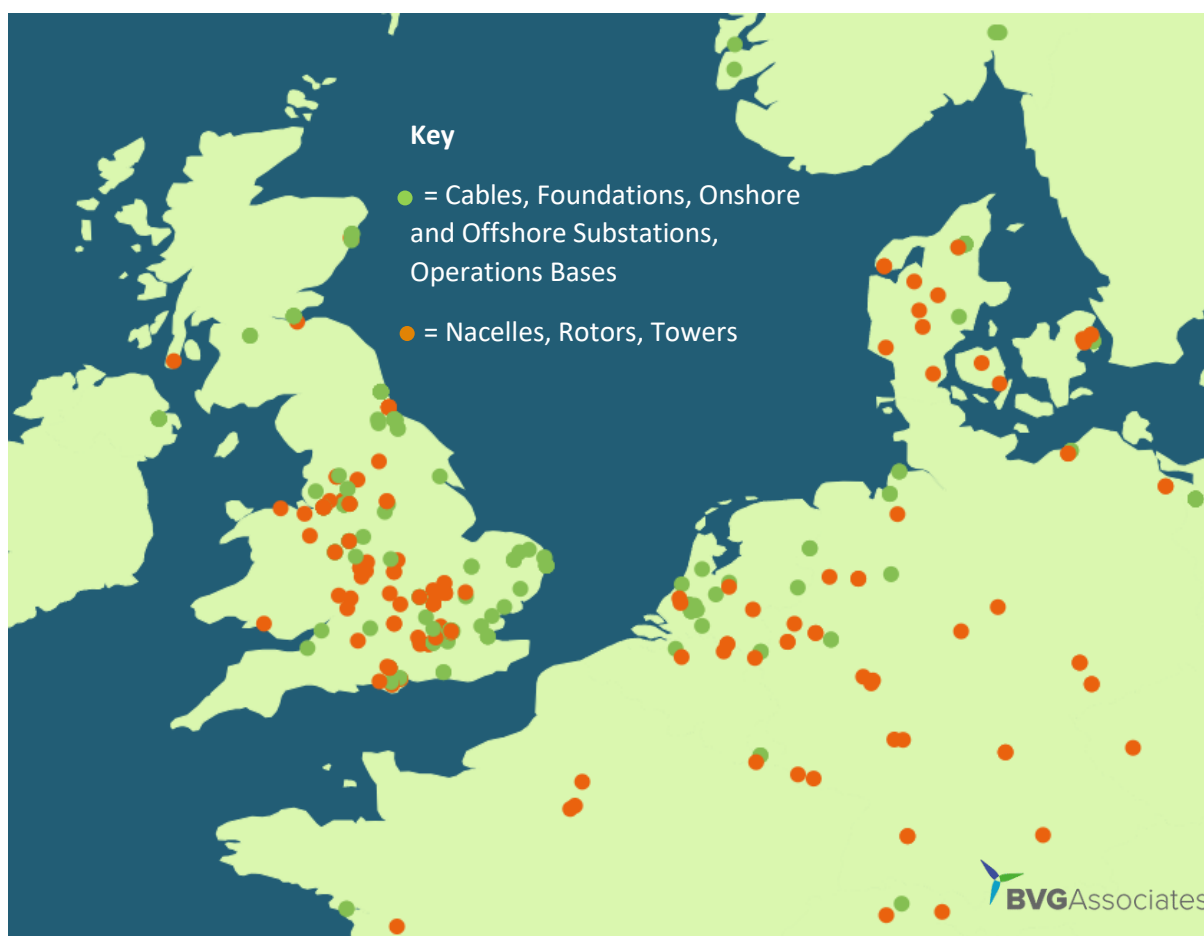 Key
= Cables, Foundations, Onshore
and Offshore Substations,
Operations Bases
= Nacelles, Rotors, Towers
BVGAssociates